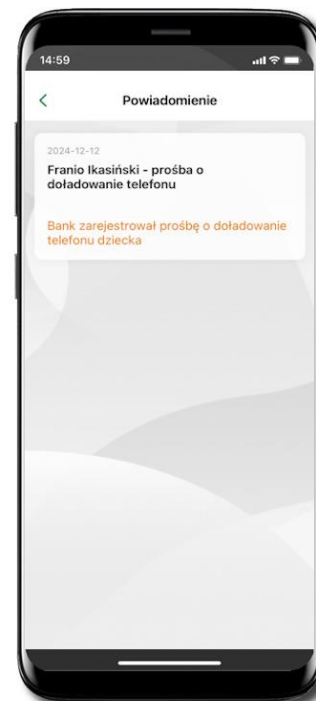 14:59
Powiadomienie
2024-12-12
Franio Ikasiński - prośba o
doładowanie telefonu
Bank zarejestrował prośbę o doładowanie
telefonu dziecka